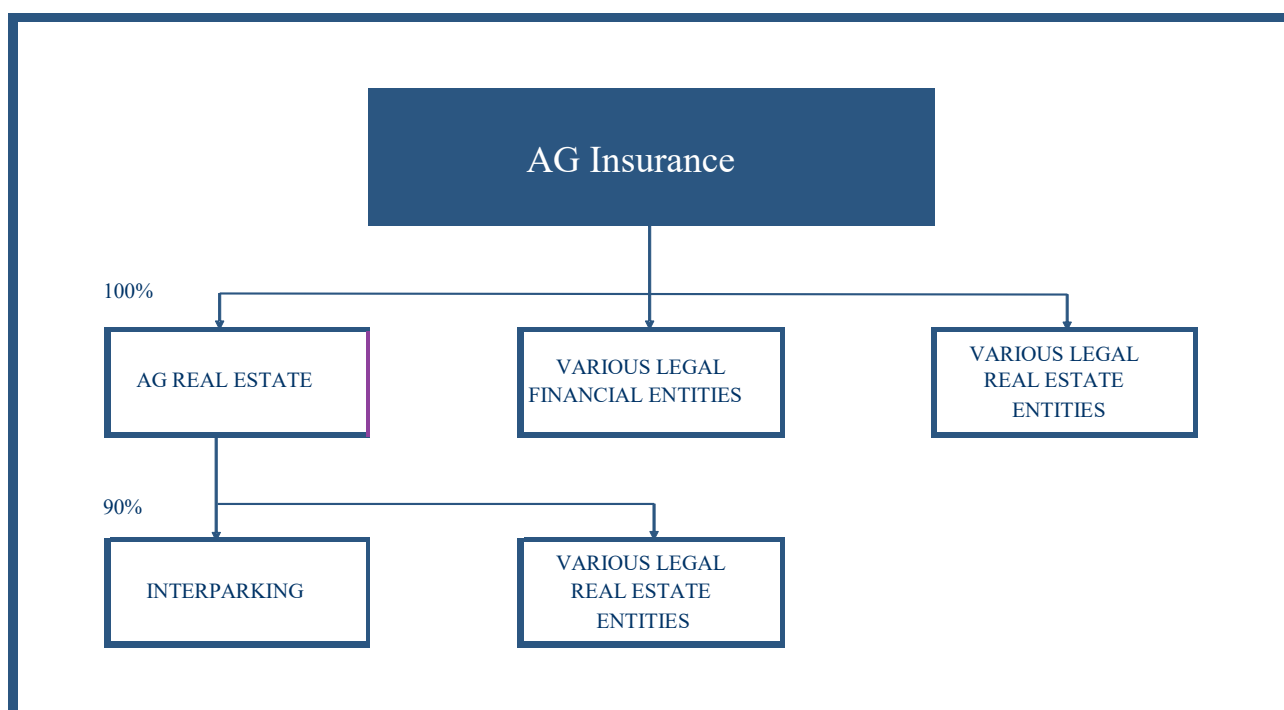 AG Insurance
100%
AG REAL ESTATE
VARIOUS LEGAL
FINANCIAL ENTITIES
VARIOUS LEGAL
REAL ESTATE
ENTITIES
90%
INTERPARKING
VARIOUS LEGAL
REAL ESTATE
ENTITIES